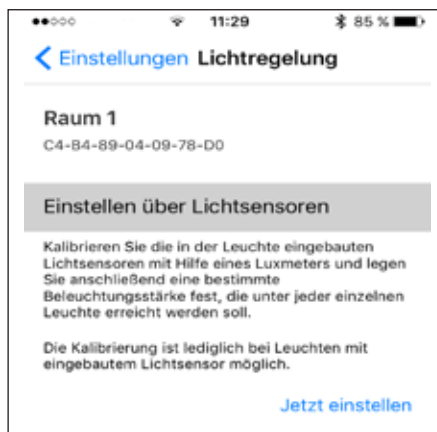 11:29 85 %
Einstellungen Lichtregelung
Raum 1
C4-B4-89-04-09-78-D0
Einstellen über Lichtsensoren
Kalibrieren Sie die in der Leuchte eingebauten
Lichtsensoren mit Hilfe eines Luxmeters und legen
Sie anschließend eine bestimmte
Beleuchtungsstärke fest, die unter jeder einzelnen
Leuchte erreicht werden soll.
Die Kalibrierung ist lediglich bei Leuchten mit
eingebautem Lichtsensor möglich.
Jetzt einstellen